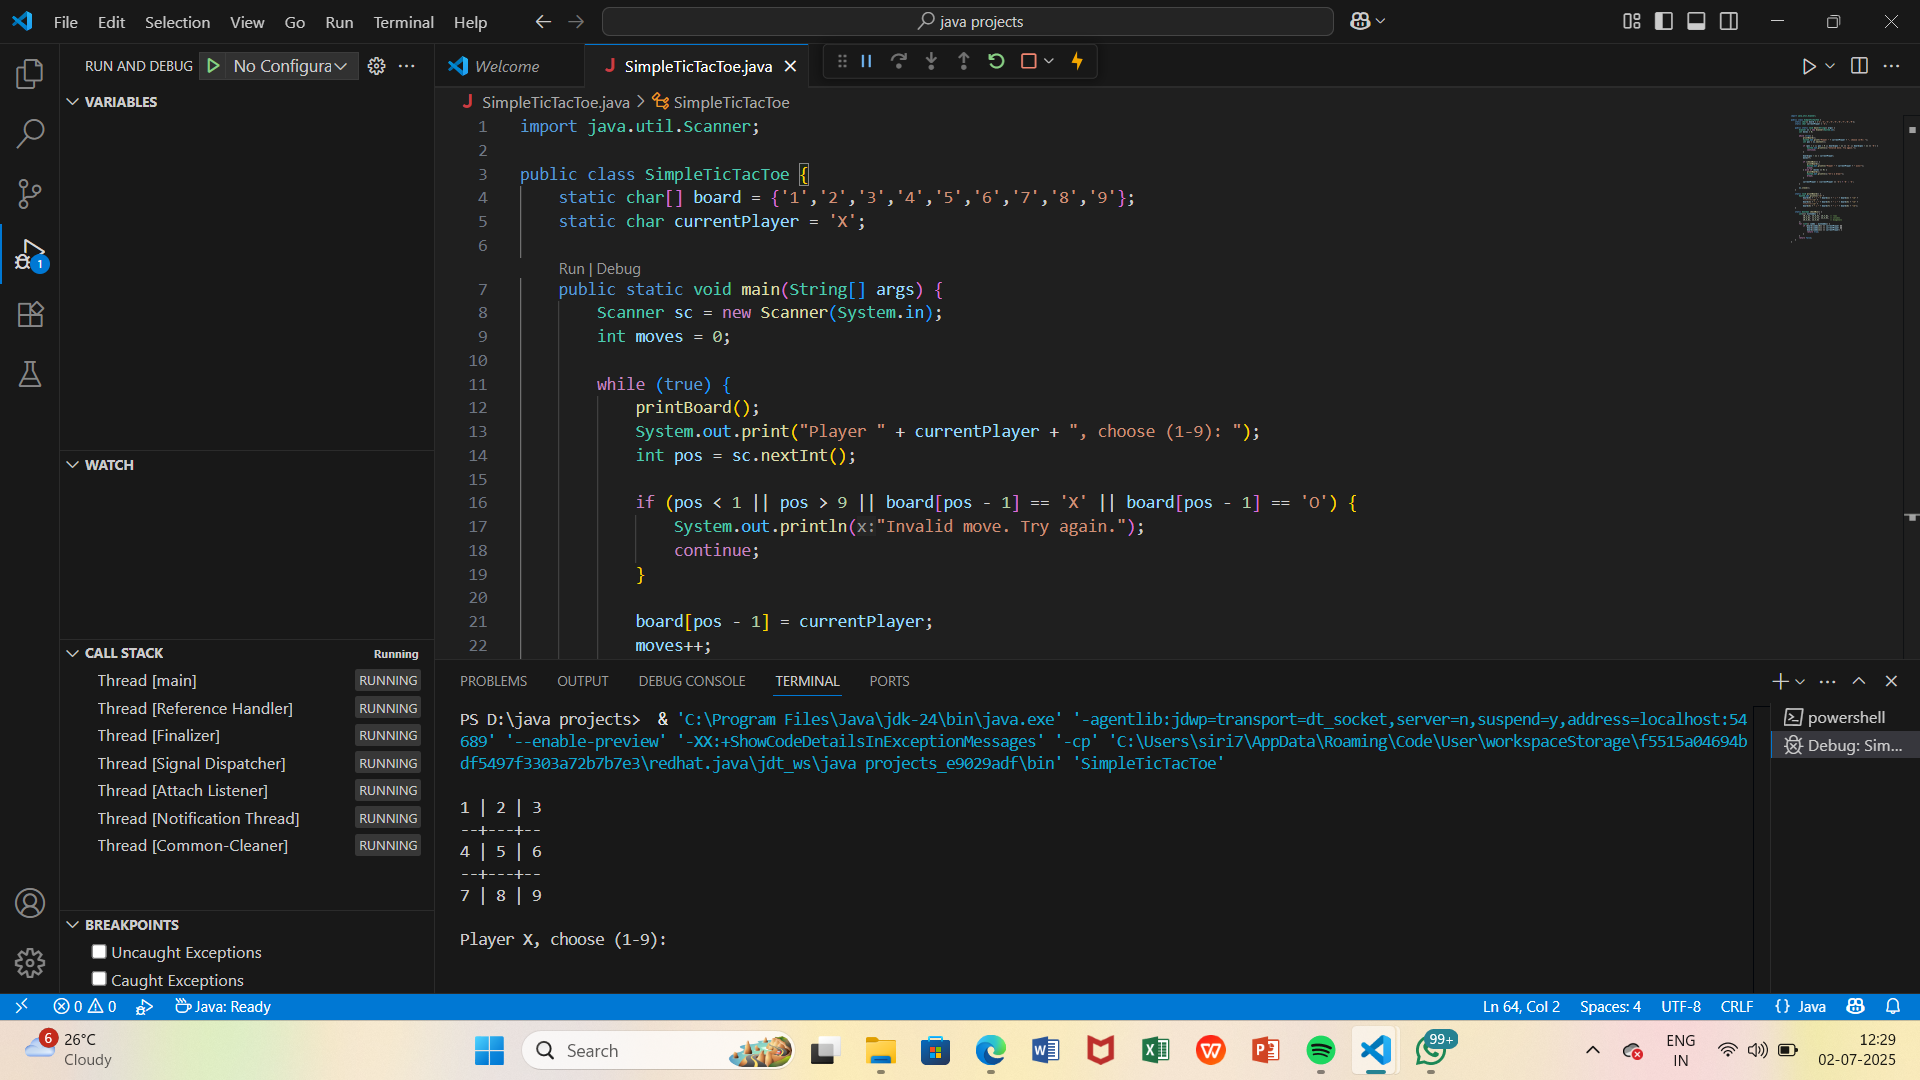 File Edit Selection View Go Run Terminal Help
java projects
RUN AND DEBUG No Configura
VARIABLES
WATCH
CALL STACK Running
Thread [main] RUNNING
Thread [Reference Handler] RUNNING
Thread [Finalizer] RUNNING
Thread [Signal Dispatcher] RUNNING
Thread [Attach Listener] RUNNING
Thread [Notification Thread] RUNNING
Thread [Common-Cleaner] RUNNING
BREAKPOINTS
Uncaught Exceptions
Caught Exceptions
1
Welcome J SimpleTicTacToe.java
J SimpleTicTacToe.java > SimpleTicTacToe
1 import java.util.Scanner;
2
3 public class SimpleTicTacToe {
4 static char[] board = {'1','2','3','4','5','6','7','8','9'};
5 static char currentPlayer = 'X';
6
Run | Debug
7 public static void main(String[] args) {
8 Scanner sc = new Scanner(System.in);
9 int moves = 0;
10
11 while (true) {
12 printBoard();
13 System.out.print("Player " + currentPlayer + ", choose (1-9): ");
14 int pos = sc.nextInt();
15
16 if (pos < 1 || pos > 9 || board[pos - 1] == 'X' || board[pos - 1] == 'O') {
17 System.out.println(x:"Invalid move. Try again.");
18 continue;
19 }
20
21 board[pos - 1] = currentPlayer;
22 moves++;
PROBLEMS OUTPUT DEBUG CONSOLE TERMINAL PORTS
PS D:\java projects> & 'C:\Program Files\Java\jdk-24\bin\java.exe' '-agentlib:jdwp=transport=dt_socket,server=n,suspend=y,address=localhost:54
689' '--enable-preview' '-XX:+ShowCodeDetailsInExceptionMessages' '-cp' 'C:\Users\siri7\AppData\Roaming\Code\User\workspaceStorage\f5515a04694b
df5497f3303a72b7b7e3\redhat.java\jdt_ws\java projects_e9029adf\bin' 'SimpleTicTacToe'
1 | 2 | 3
--+---+--
4 | 5 | 6
--+---+--
7 | 8 | 9
Player X, choose (1-9):
powershell
Debug: Sim...
0 0 Java: Ready Ln 64, Col 2 Spaces: 4 UTF-8 CRLF {} Java
6 26°C
Cloudy
Search
99+
ENG
IN
12:29
02-07-2025